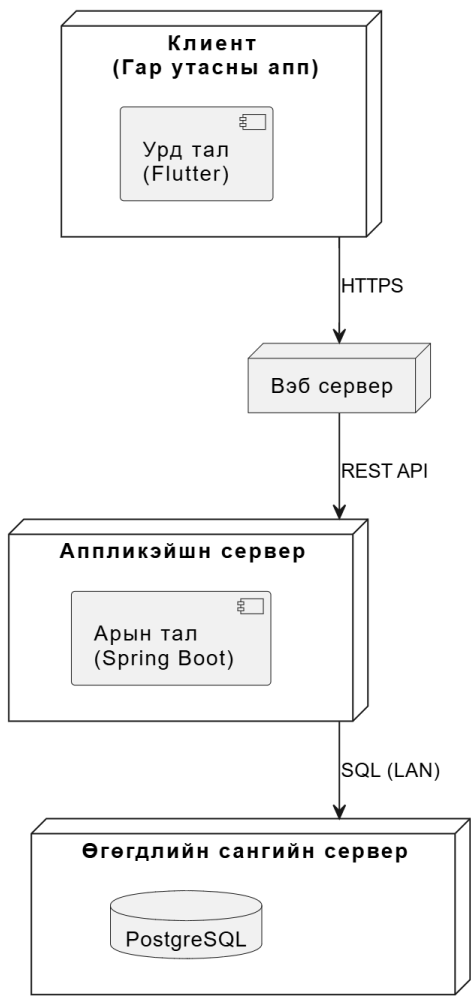 Клиент
(Гар утасны апп)
Урд тал
(Flutter)
HTTPS
Вэб сервер
REST API
Аппликэйшн сервер
Арын тал
(Spring Boot)
SQL (LAN)
Өгөгдлийн сангийн сервер
PostgreSQL